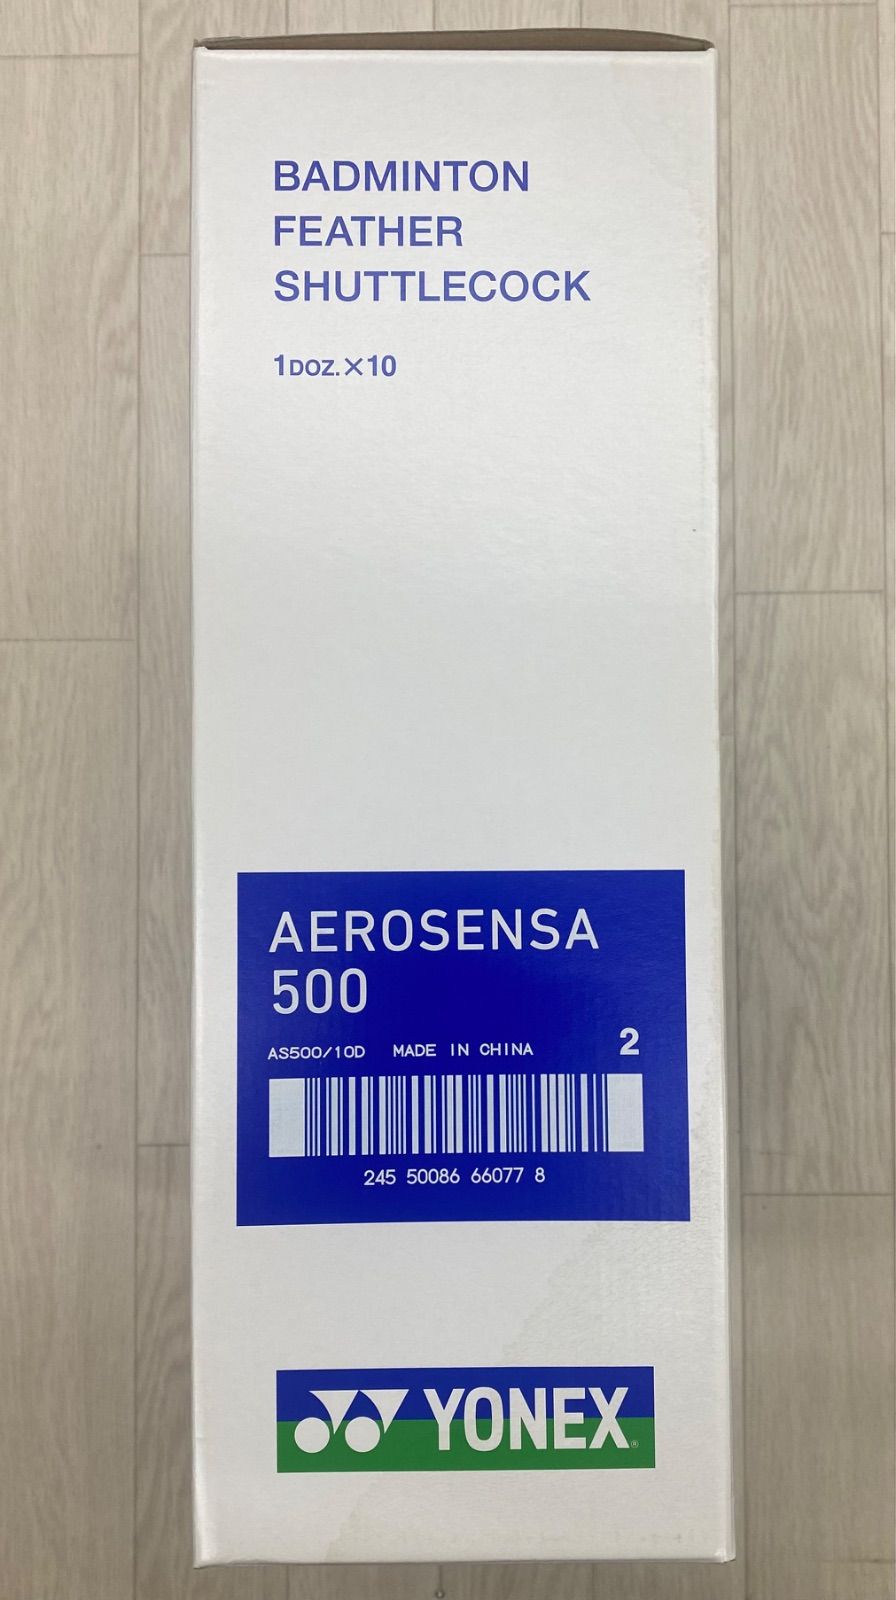 BADMINTON
FEATHER
SHUTTLECOCK
1DOZ.×10
AEROSENSA
500
AS500/10D MADE IN CHINA 2
245 50086 66077 8
YONEX®